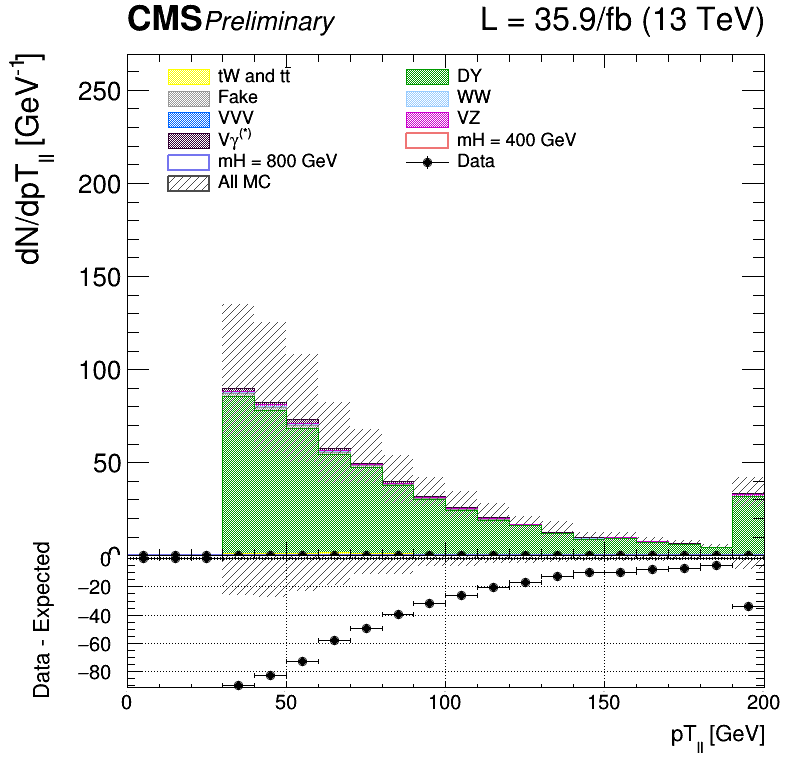 CMS Preliminary L = 35.9/fb (13 TeV)
dN/dpT_ll [GeV^-1]
250
200
150
100
50
0
tW and tt
DY
Fake
WW
VVV
VZ
Vγ(*)
mH = 400 GeV
mH = 800 GeV
Data
All MC
Data - Expected
0
−20
−40
−60
−80
0 50 100 150 200
pT_ll [GeV]